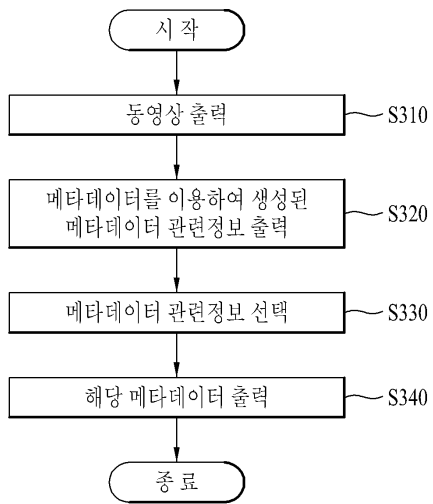 시 작
동영상 출력
S310
메타데이터를 이용하여 생성된
메타데이터 관련정보 출력
S320
메타데이터 관련정보 선택
S330
해당 메타데이터 출력
S340
종 료